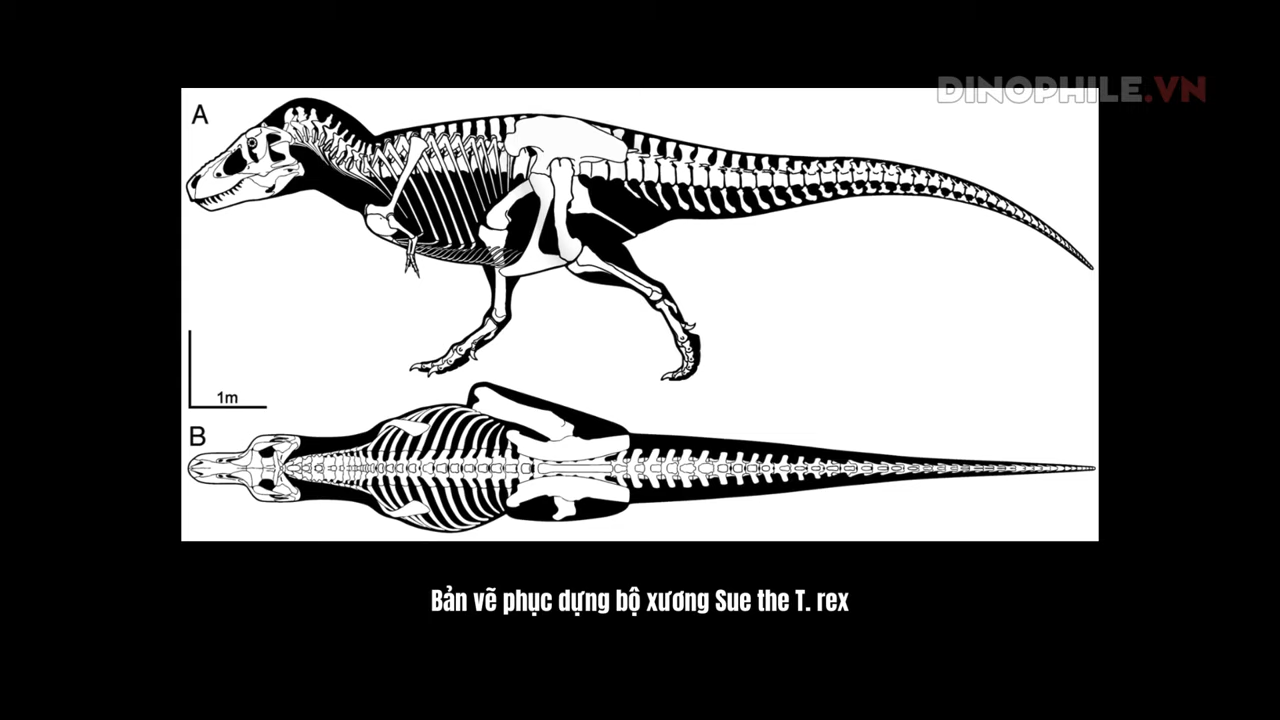 DINOPHILE.VN
A
1m
B
Bản vẽ phục dựng bộ xương Sue the T. rex